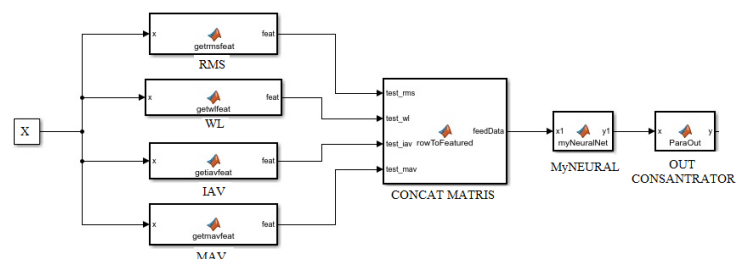 X
x
feat
getrmsfeat
RMS
x
feat
getwlfeat
WL
x
feat
getiavfeat
IAV
x
feat
getmavfeat
MAV
test_rms
test_wl
test_iav
test_mav
feedData
rowToFeatured
CONCAT MATRIS
x1
y1
myNeuralNet
MyNEURAL
x
y
ParaOut
OUT
CONSANTRATOR